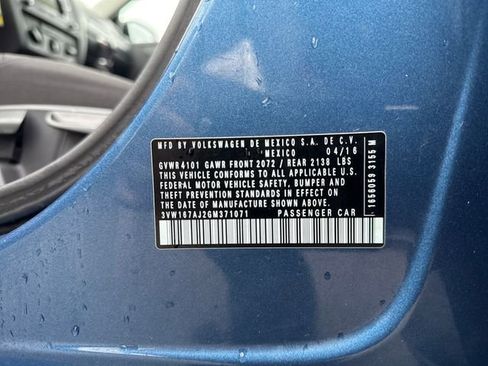 MFD BY VOLKSWAGEN DE MEXICO S.A. DE C.V.
MEXICO 04/16
GVWR 4101 GAWR FRONT 2072 / REAR 2138 LBS
THIS VEHICLE CONFORMS TO ALL APPLICABLE U.S.
FEDERAL MOTOR VEHICLE SAFETY, BUMPER AND
THEFT PREVENTION STANDARDS IN EFFECT ON
THE DATE OF MANUFACTURE SHOWN ABOVE.
3VW167AJ2GM371071 PASSENGER CAR
1656059 3155 M